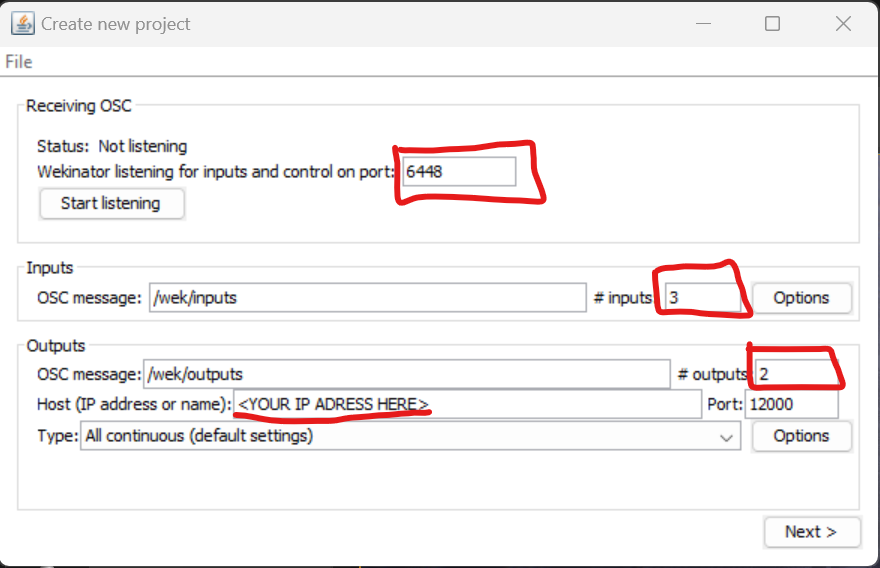 Create new project
File
Receiving OSC
Status: Not listening
Wekinator listening for inputs and control on port: 6448
Start listening
Inputs
OSC message: /wek/inputs # inputs: 3 Options
Outputs
OSC message: /wek/outputs # outputs: 2
Host (IP address or name): <YOUR IP ADRESS HERE> Port: 12000
Type: All continuous (default settings) Options
Next >